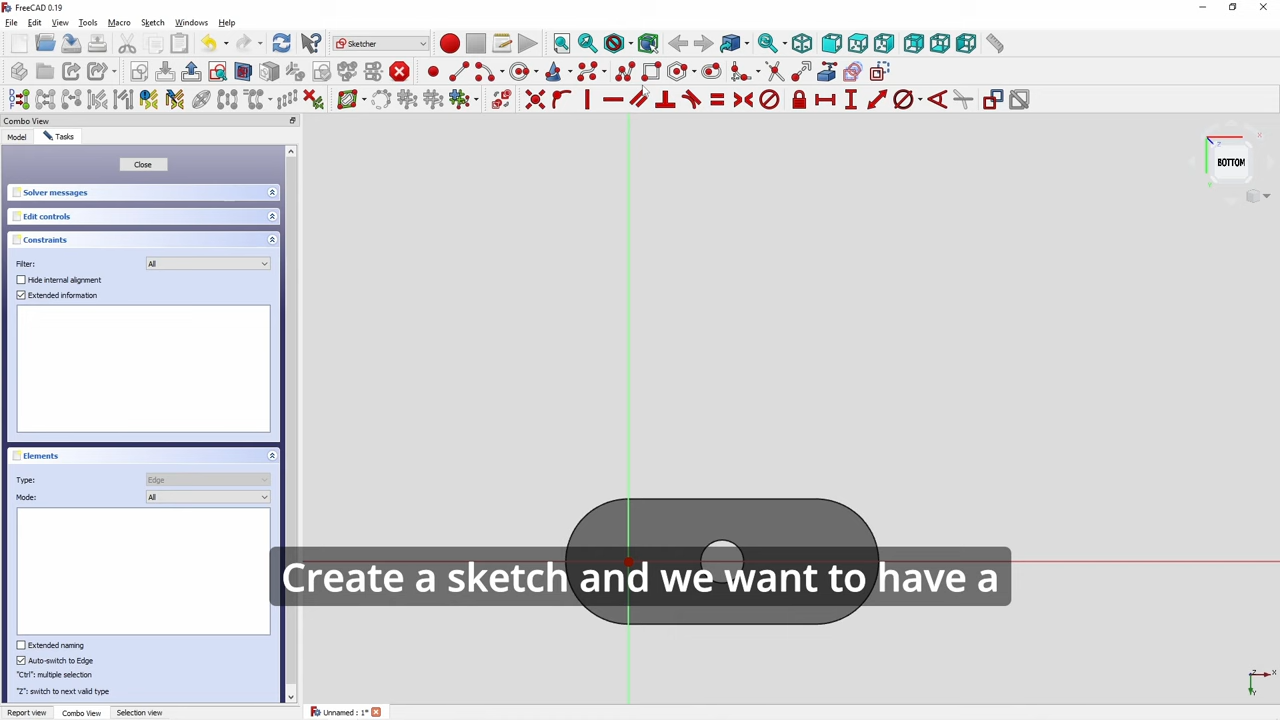 FreeCAD 0.19
File Edit View Tools Macro Sketch Windows Help
Sketcher
Combo View
Model Tasks
Close
Solver messages
Edit controls
Constraints
Filter: All
Hide internal alignment
Extended information
Elements
Type: Edge
Mode: All
Extended naming
Auto-switch to Edge
"Ctrl": multiple selection
"Z": switch to next valid type
Report view Combo View Selection view
Unnamed : 1*
BOTTOM
X
Z
Y
Create a sketch and we want to have a
Z
X
Y